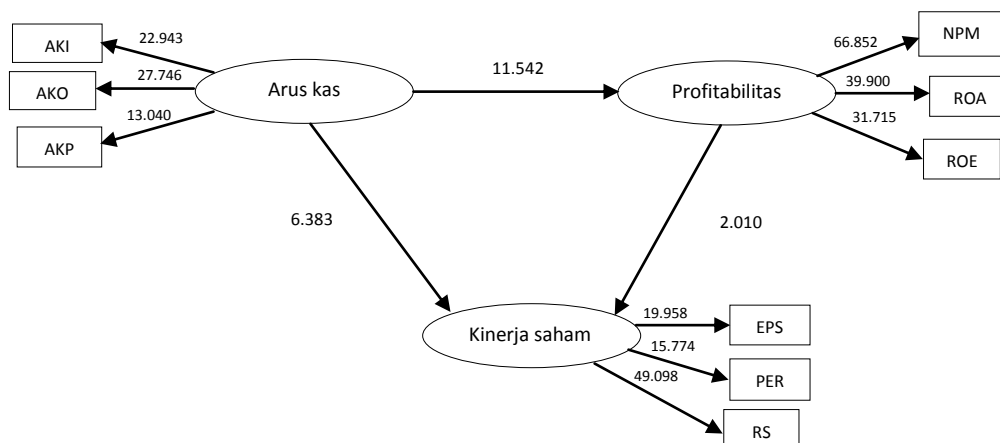 AKI
22.943
AKO
27.746
AKP
13.040
Arus kas
11.542
Profitabilitas
66.852
NPM
39.900
ROA
31.715
ROE
6.383
2.010
Kinerja saham
19.958
EPS
15.774
PER
49.098
RS